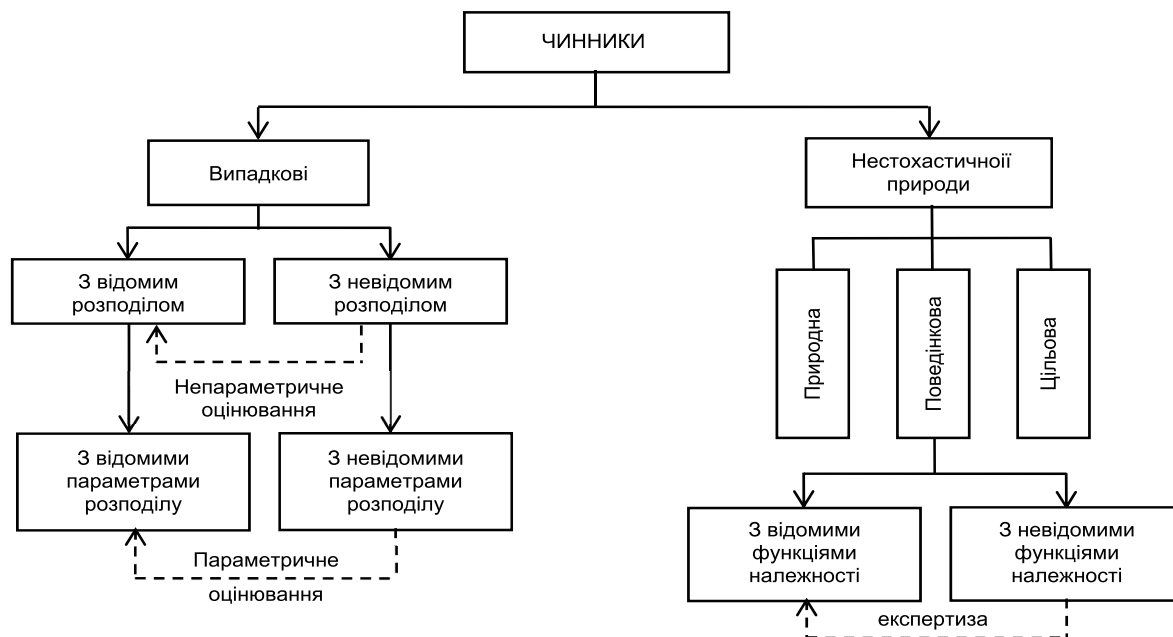 ЧИННИКИ
Випадкові
Нестохастичноїі
природи
З відомим
розподілом
З невідомим
розподілом
Природна
Поведінкова
Цільова
Непараметричне
оцінювання
З відомими
параметрами
розподілу
З невідомими
параметрами
розподілу
З відомими
функціями
належності
З невідомими
функціями
належності
Параметричне
оцінювання
експертиза